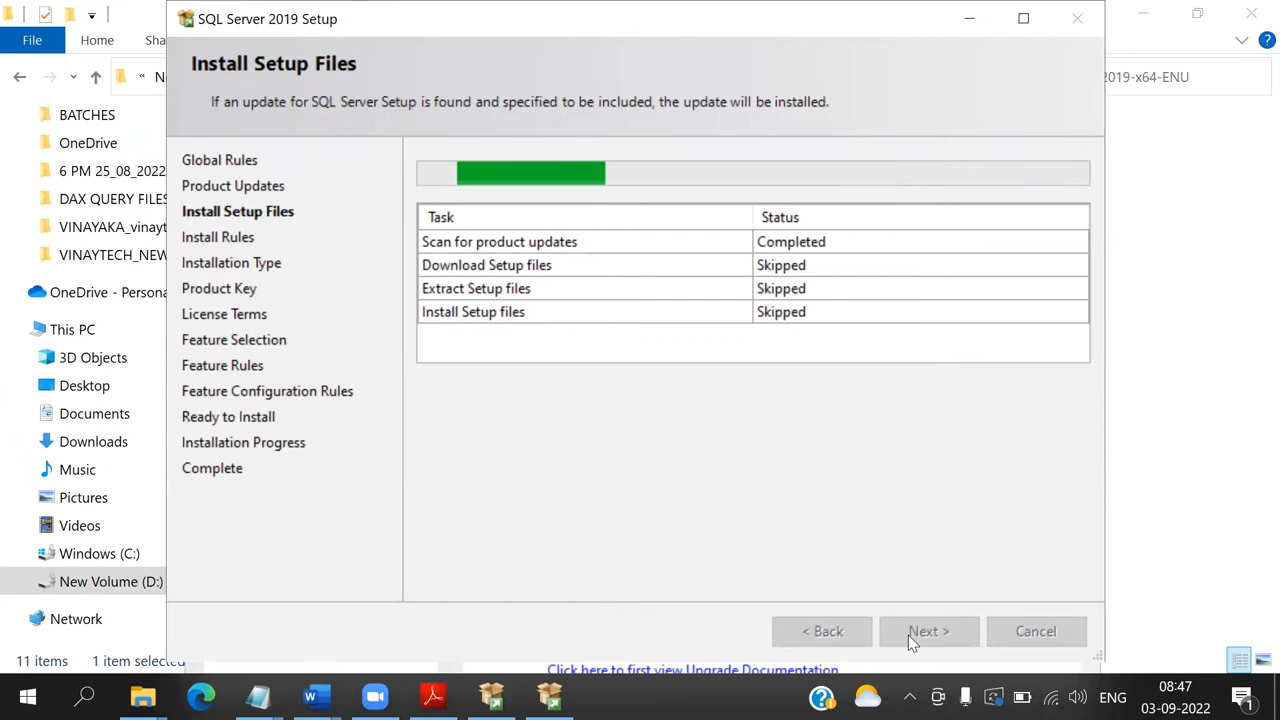 SQL Server 2019 Setup
File
Home
Sha
« N
2019-x64-ENU
Install Setup Files
If an update for SQL Server Setup is found and specified to be included, the update will be installed.
BATCHES
OneDrive
6 PM 25_08_2022
DAX QUERY FILES
VINAYAKA_vinayt
VINAYTECH_NEW
OneDrive - Persona
This PC
3D Objects
Desktop
Documents
Downloads
Music
Pictures
Videos
Windows (C:)
New Volume (D:)
Network
11 items 1 item selected
Global Rules
Product Updates
Install Setup Files
Install Rules
Installation Type
Product Key
License Terms
Feature Selection
Feature Rules
Feature Configuration Rules
Ready to Install
Installation Progress
Complete
Task Status
Scan for product updates Completed
Download Setup files Skipped
Extract Setup files Skipped
Install Setup files Skipped
< Back
Next >
Cancel
Click here to first view Upgrade Documentation
ENG
08:47
03-09-2022
1